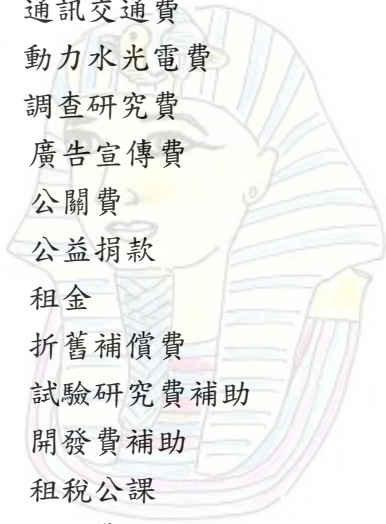 通訊交通費
動力水光電費
調查研究費
廣告宣傳費
公關費
公益捐款
租金
折舊補償費
試驗研究費補助
開發費補助
租稅公課